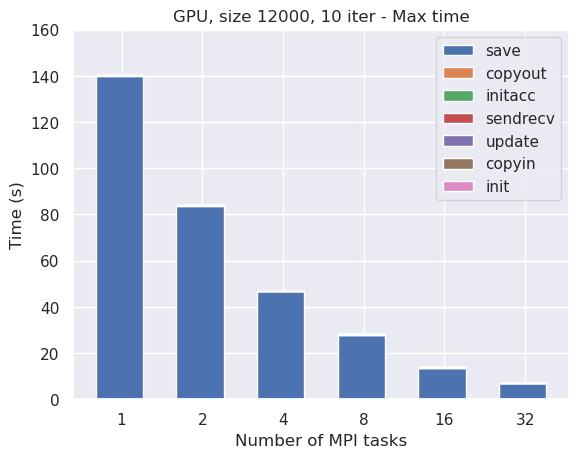 GPU, size 12000, 10 iter - Max time
160
140
120
100
80
60
40
20
0
Time (s)
save
copyout
initacc
sendrecv
update
copyin
init
1 2 4 8 16 32
Number of MPI tasks